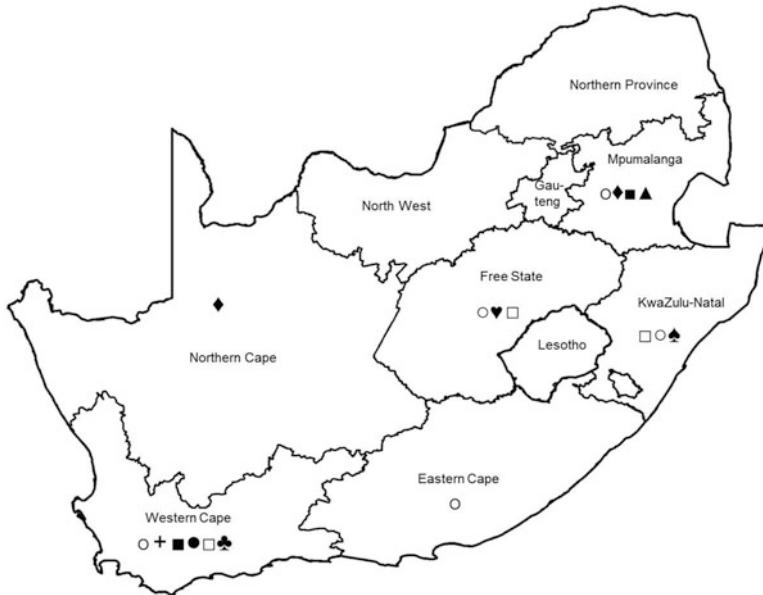 Northern Province
Mpumalanga
Gau-
teng
North West
Free State
KwaZulu-Natal
Lesotho
Northern Cape
Eastern Cape
Western Cape